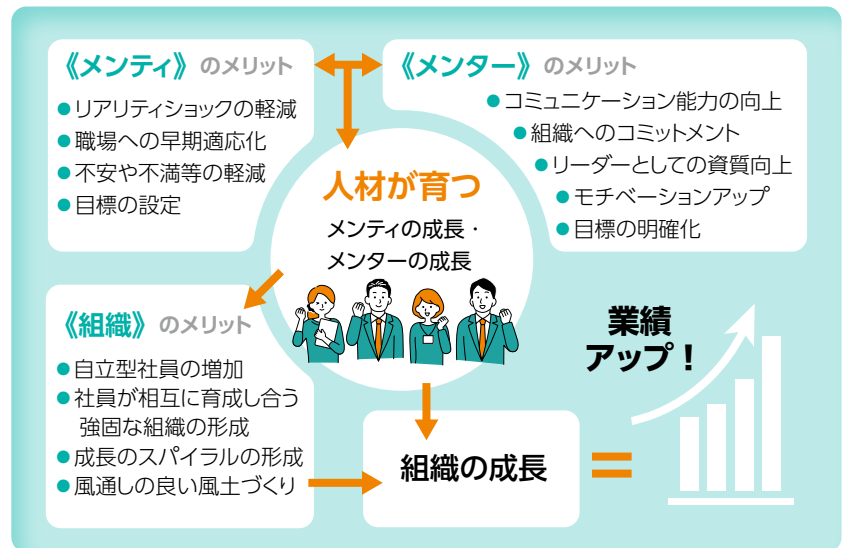 《メンティ》のメリット
●リアリティショックの軽減
●職場への早期適応化
●不安や不満等の軽減
●目標の設定
《メンター》のメリット
●コミュニケーション能力の向上
●組織へのコミットメント
●リーダーとしての資質向上
●モチベーションアップ
●目標の明確化
人材が育つ
メンティの成長・
メンターの成長
《組織》のメリット
●自立型社員の増加
●社員が相互に育成し合う
強固な組織の形成
●成長のスパイラルの形成
●風通しの良い風土づくり
組織の成長
=
業績
アップ！